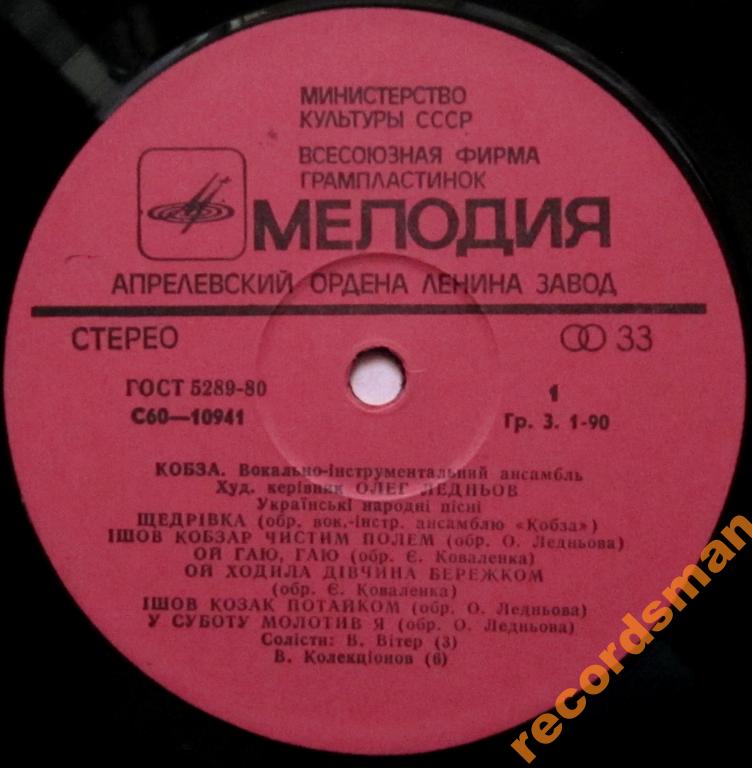 МИНИСТЕРСТВО
КУЛЬТУРЫ СССР
ВСЕСОЮЗНАЯ ФИРМА
ГРАМПЛАСТИНОК
МЕЛОДИЯ
АПРЕЛЕВСКИЙ ОРДЕНА ЛЕНИНА ЗАВОД
СТЕРЕО
33
ГОСТ 5289-80
1
С60—10941
Гр. 3. 1-90
КОБЗА. Вокально-інструментальний ансамбль
Худ. керівник ОЛЕГ ЛЕДНЬОВ
Українські народні пісні
ЩЕДРІВКА (обр. вок.-інстр. ансамблю «Кобза»)
ІШОВ КОБЗАР ЧИСТИМ ПОЛЕМ (обр. О. Ледньова)
ОЙ ГАЮ, ГАЮ (обр. Є. Коваленка)
ОЙ ХОДИЛА ДІВЧИНА БЕРЕЖКОМ
(обр. Є. Коваленка)
ІШОВ КОЗАК ПОТАЙКОМ (обр. О. Ледньова)
У СУБОТУ МОЛОТИВ Я (обр. О. Ледньова)
Солісти: В. Вітер (3)
В. Колекціонов (6)
recordsman